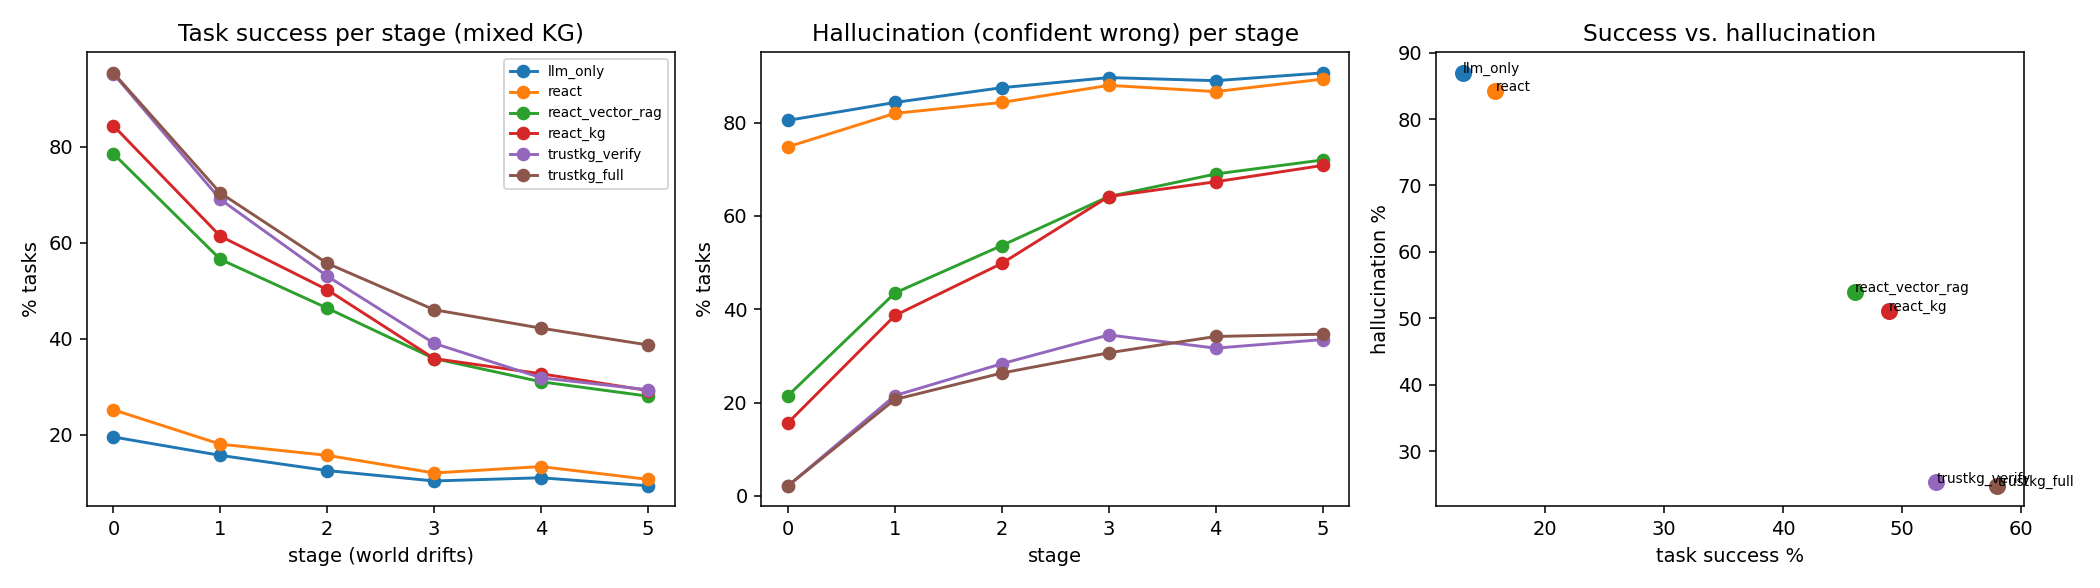 Task success per stage (mixed KG)
% tasks
80
60
40
20
0 1 2 3 4 5
stage (world drifts)
llm_only
react
react_vector_rag
react_kg
trustkg_verify
trustkg_full
Hallucination (confident wrong) per stage
% tasks
80
60
40
20
0
0 1 2 3 4 5
stage
Success vs. hallucination
hallucination %
90
80
70
60
50
40
30
20 30 40 50 60
task success %
llm_only
react
react_vector_rag
react_kg
trustkg_verify
trustkg_full